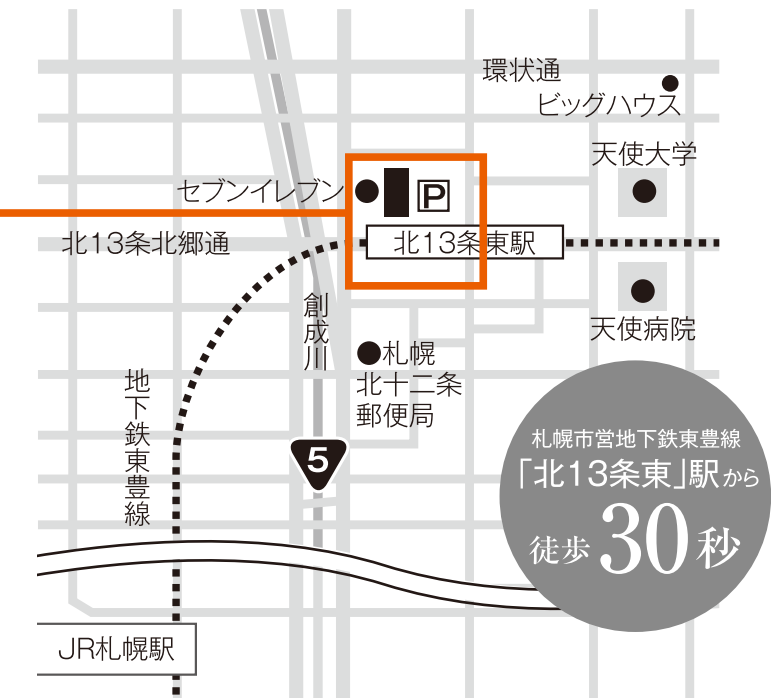 環状通
ビッグハウス
天使大学
セブンイレブン
P
北13条北郷通
北13条東駅
創成川
天使病院
札幌
北十二条
郵便局
地下鉄東豊線
5
札幌市営地下鉄東豊線
「北13条東」駅から
徒歩30秒
JR札幌駅